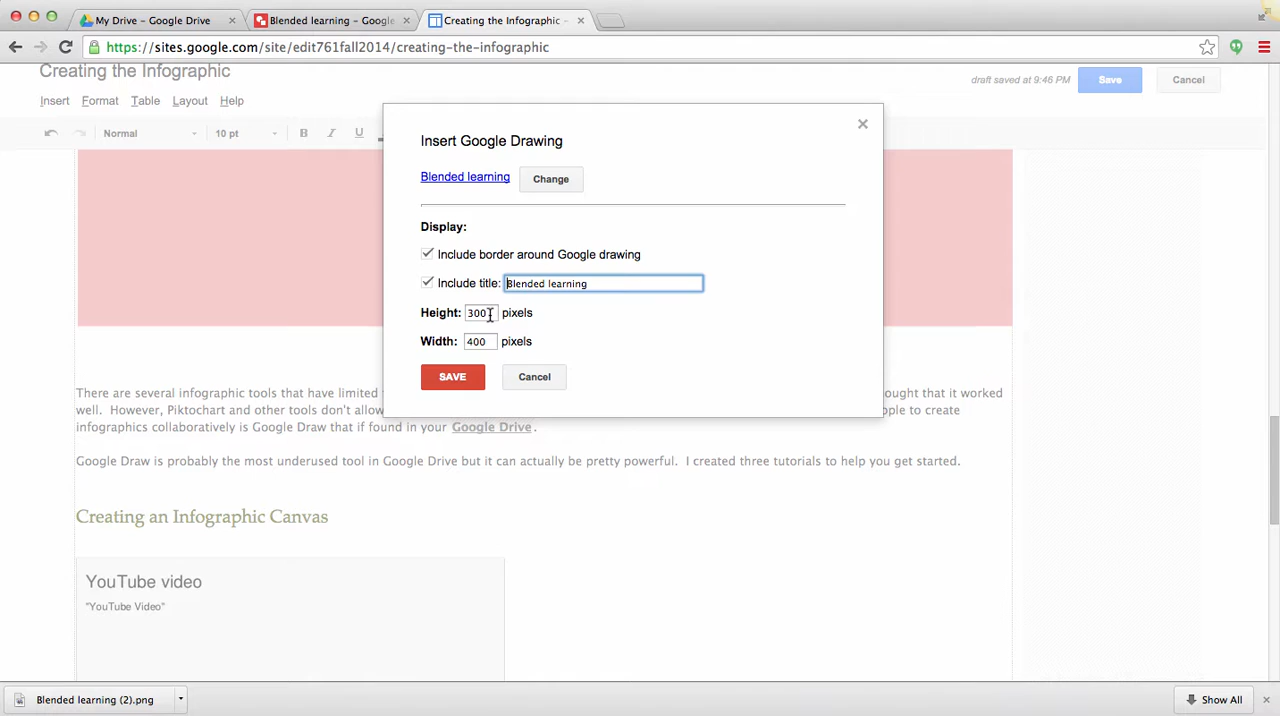 My Drive – Google Drive
Blended learning – Google
Creating the Infographic –
https://sites.google.com/site/edit761fall2014/creating-the-infographic
Creating the Infographic
draft saved at 9:46 PM
Save
Cancel
Insert Format Table Layout Help
Normal 10 pt B I U
Insert Google Drawing
Blended learning Change
Display:
Include border around Google drawing
Include title: Blended learning
Height: 300 pixels
Width: 400 pixels
SAVE Cancel
There are several infographic tools that have limited ought that it worked
well. However, Piktochart and other tools don't allow ople to create
infographics collaboratively is Google Draw that if found in your Google Drive.
Google Draw is probably the most underused tool in Google Drive but it can actually be pretty powerful. I created three tutorials to help you get started.
Creating an Infographic Canvas
YouTube video
"YouTube Video"
Blended learning (2).png
Show All